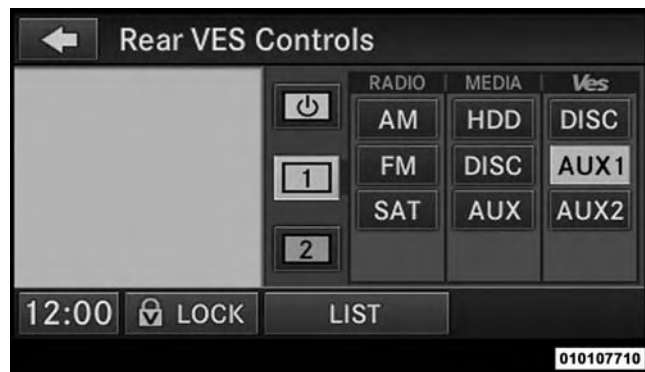 Rear VES Controls
RADIO MEDIA Ves
AM HDD DISC
1 FM DISC AUX1
SAT AUX AUX2
2
12:00 LOCK LIST
010107710